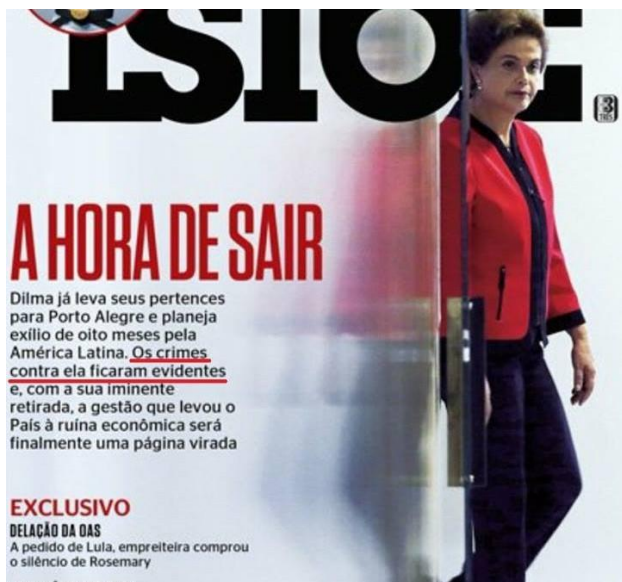 ISTOÉ
3
TRÊS
A HORA DE SAIR
Dilma já leva seus pertences
para Porto Alegre e planeja
exílio de oito meses pela
América Latina. Os crimes
contra ela ficaram evidentes
e, com a sua iminente
retirada, a gestão que levou o
País à ruína econômica será
finalmente uma página virada
EXCLUSIVO
DELAÇÃO DA OAS
A pedido de Lula, empreiteira comprou
o silêncio de Rosemary